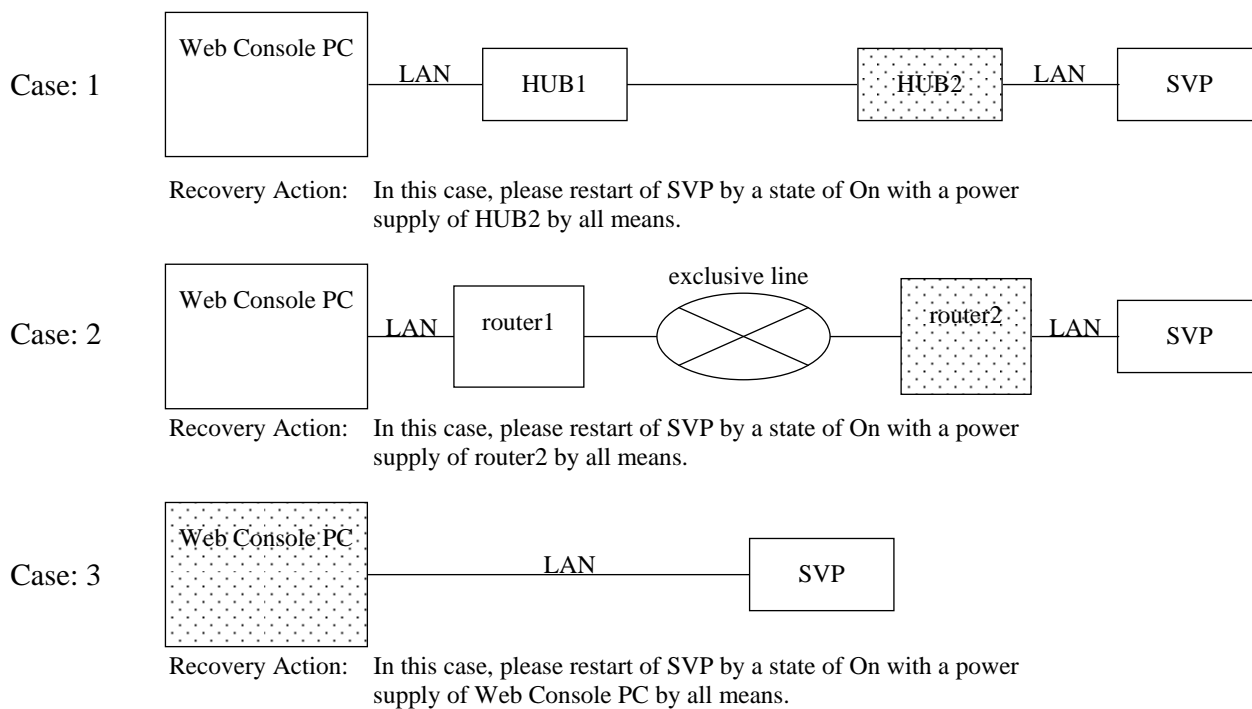 Case: 1
Web Console PC
LAN
HUB1
HUB2
LAN
SVP
Recovery Action: In this case, please restart of SVP by a state of On with a power
supply of HUB2 by all means.
Case: 2
Web Console PC
LAN
router1
exclusive line
router2
LAN
SVP
Recovery Action: In this case, please restart of SVP by a state of On with a power
supply of router2 by all means.
Case: 3
Web Console PC
LAN
SVP
Recovery Action: In this case, please restart of SVP by a state of On with a power
supply of Web Console PC by all means.